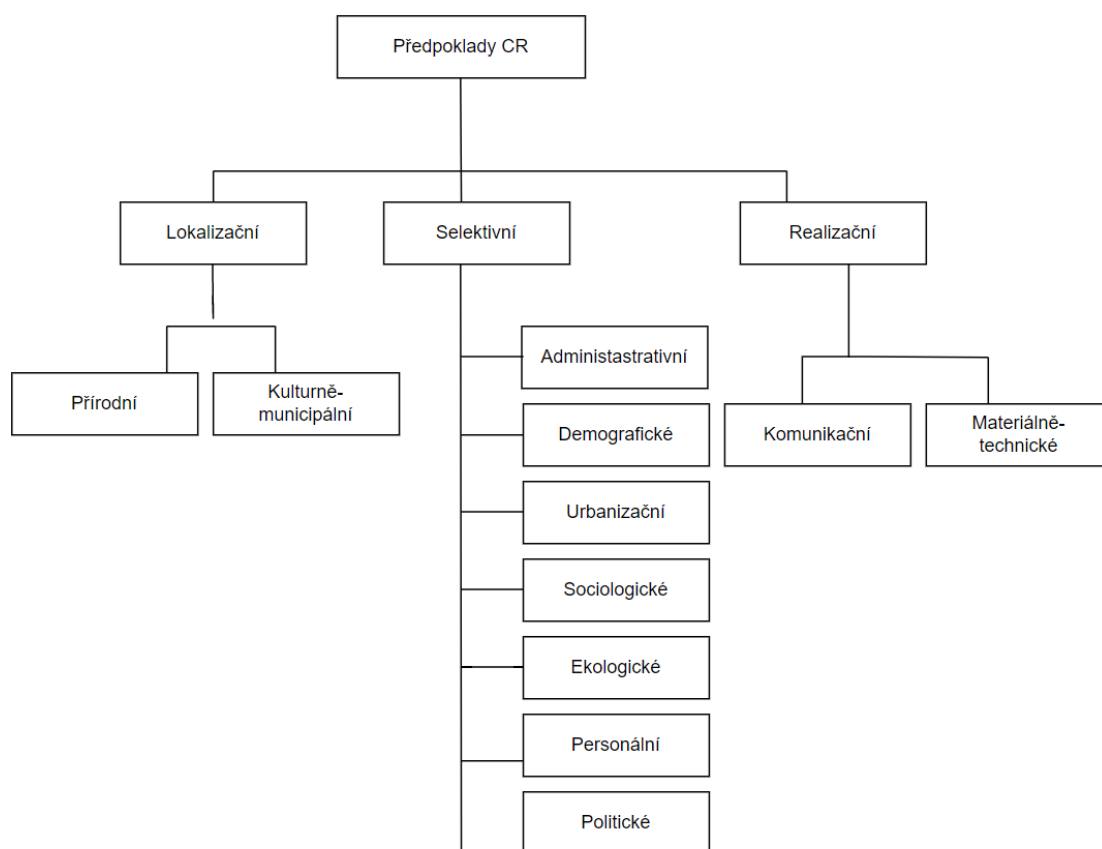 Předpoklady CR
Lokalizační
Selektivní
Realizační
Přírodní
Kulturně-
municipální
Administastrativní
Demografické
Urbanizační
Sociologické
Ekologické
Personální
Politické
Komunikační
Materiálně-
technické